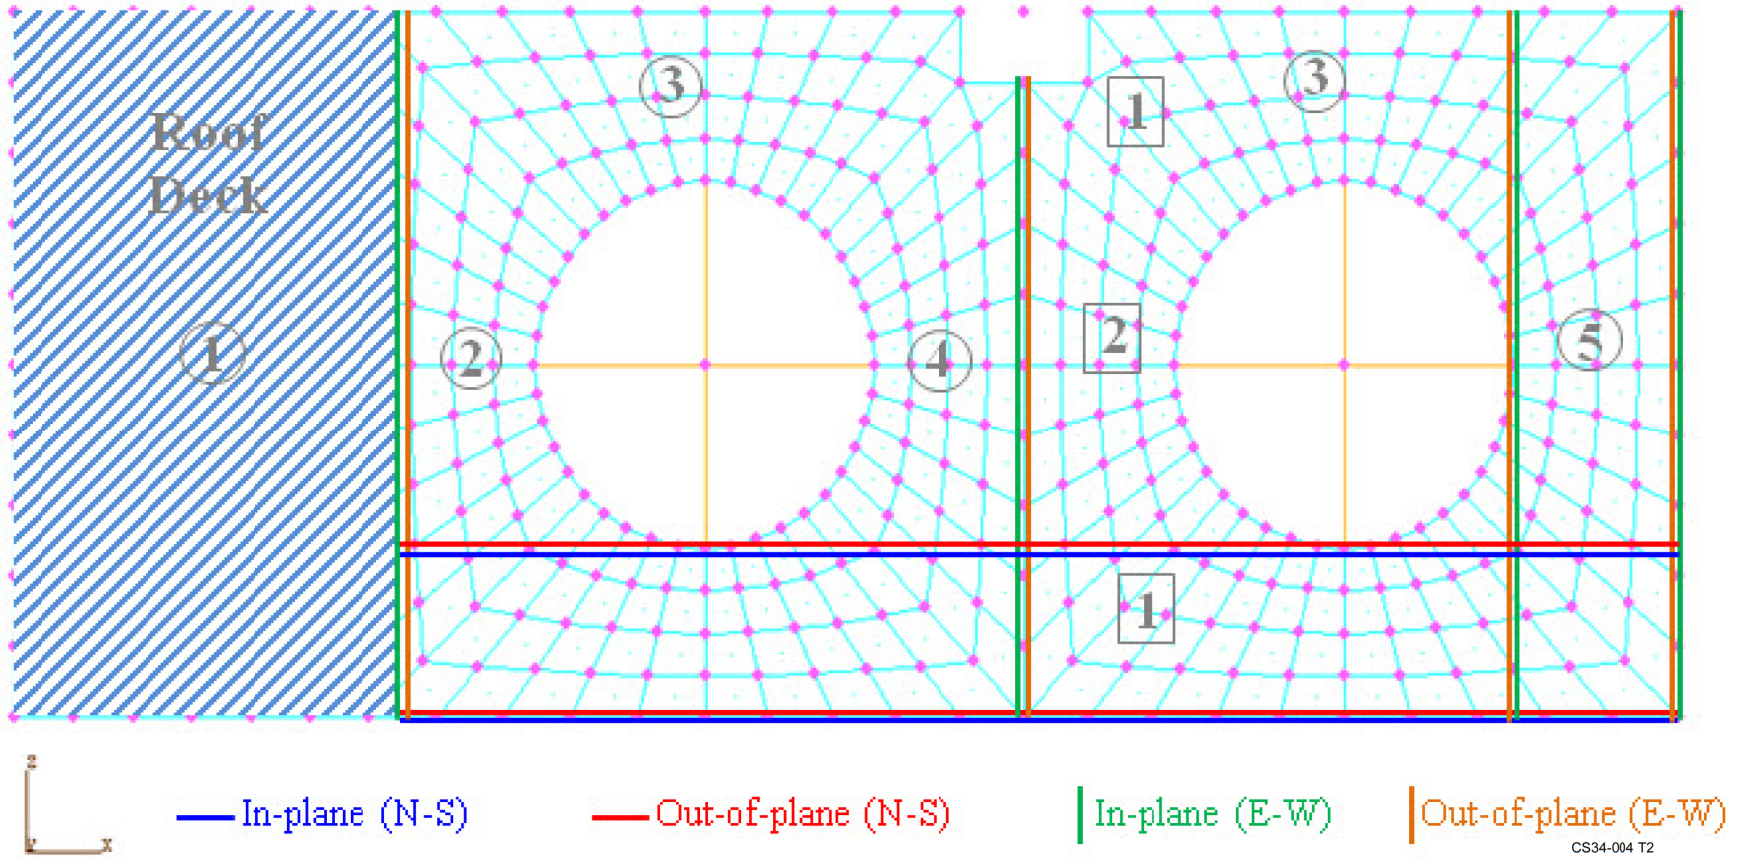 3
3
1
Roof
Deck
1
2
4
2
5
1
z
Y
x
In-plane (N-S)
Out-of-plane (N-S)
In-plane (E-W)
Out-of-plane (E-W)
CS34-004 T2